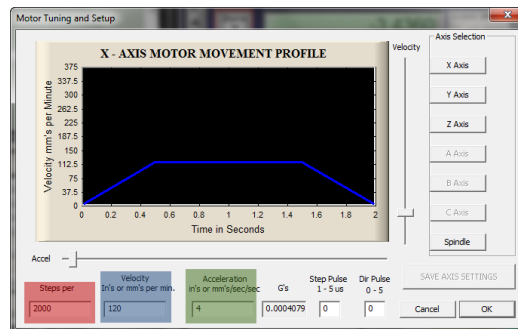 Motor Tuning and Setup
X - AXIS MOTOR MOVEMENT PROFILE
Velocity mm's per Minute
375
337.5
300
262.5
225
187.5
150
112.5
75
37.5
0
0 0.2 0.4 0.6 0.8 1 1.2 1.4 1.6 1.8 2
Time in Seconds
Velocity
Axis Selection
X Axis
Y Axis
Z Axis
A Axis
B Axis
C Axis
Spindle
Accel
Steps per
2000
Velocity
In's or mm's per min.
120
Acceleration
in's or mm's/sec/sec
4
G's
0.0004079
Step Pulse
1 - 5 us
0
Dir Pulse
0 - 5
0
SAVE AXIS SETTINGS
Cancel OK